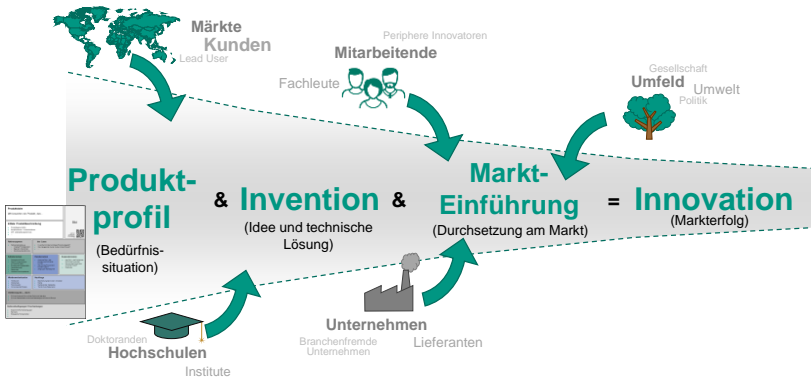 Märkte
Kunden
Lead User
Periphere Innovatoren
Mitarbeitende
Fachleute
Gesellschaft
Umfeld
Umwelt
Politik
Produkt-
profil
(Bedürfnis-
situation)
& Invention &
(Idee und technische
Lösung)
Markt-
Einführung
(Durchsetzung am Markt)
= Innovation
(Markterfolg)
Doktoranden
Hochschulen
Institute
Unternehmen
Branchenfremde
Unternehmen
Lieferanten